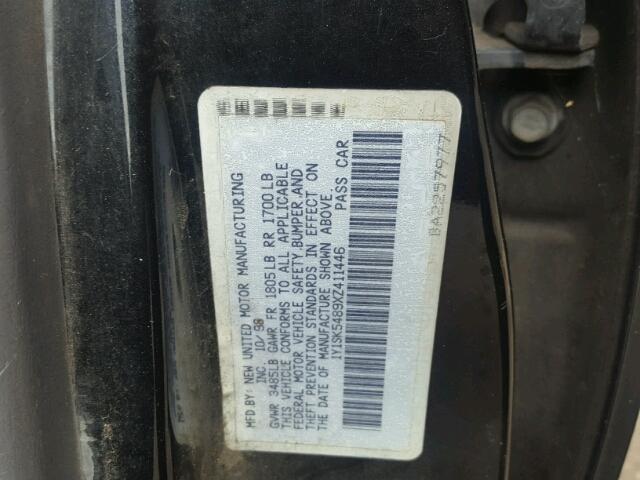 MFD.BY: NEW UNITED MOTOR MANUFACTURING
INC. 10/98
GVWR 3485LB GAWR FR 1805LB RR 1700LB
THIS VEHICLE CONFORMS TO ALL APPLICABLE
FEDERAL MOTOR VEHICLE SAFETY,BUMPER,AND
THEFT PREVENTION STANDARDS IN EFFECT ON
THE DATE OF MANUFACTURE SHOWN ABOVE.
1Y1SK5489XZ411446 PASS CAR
BA2257977